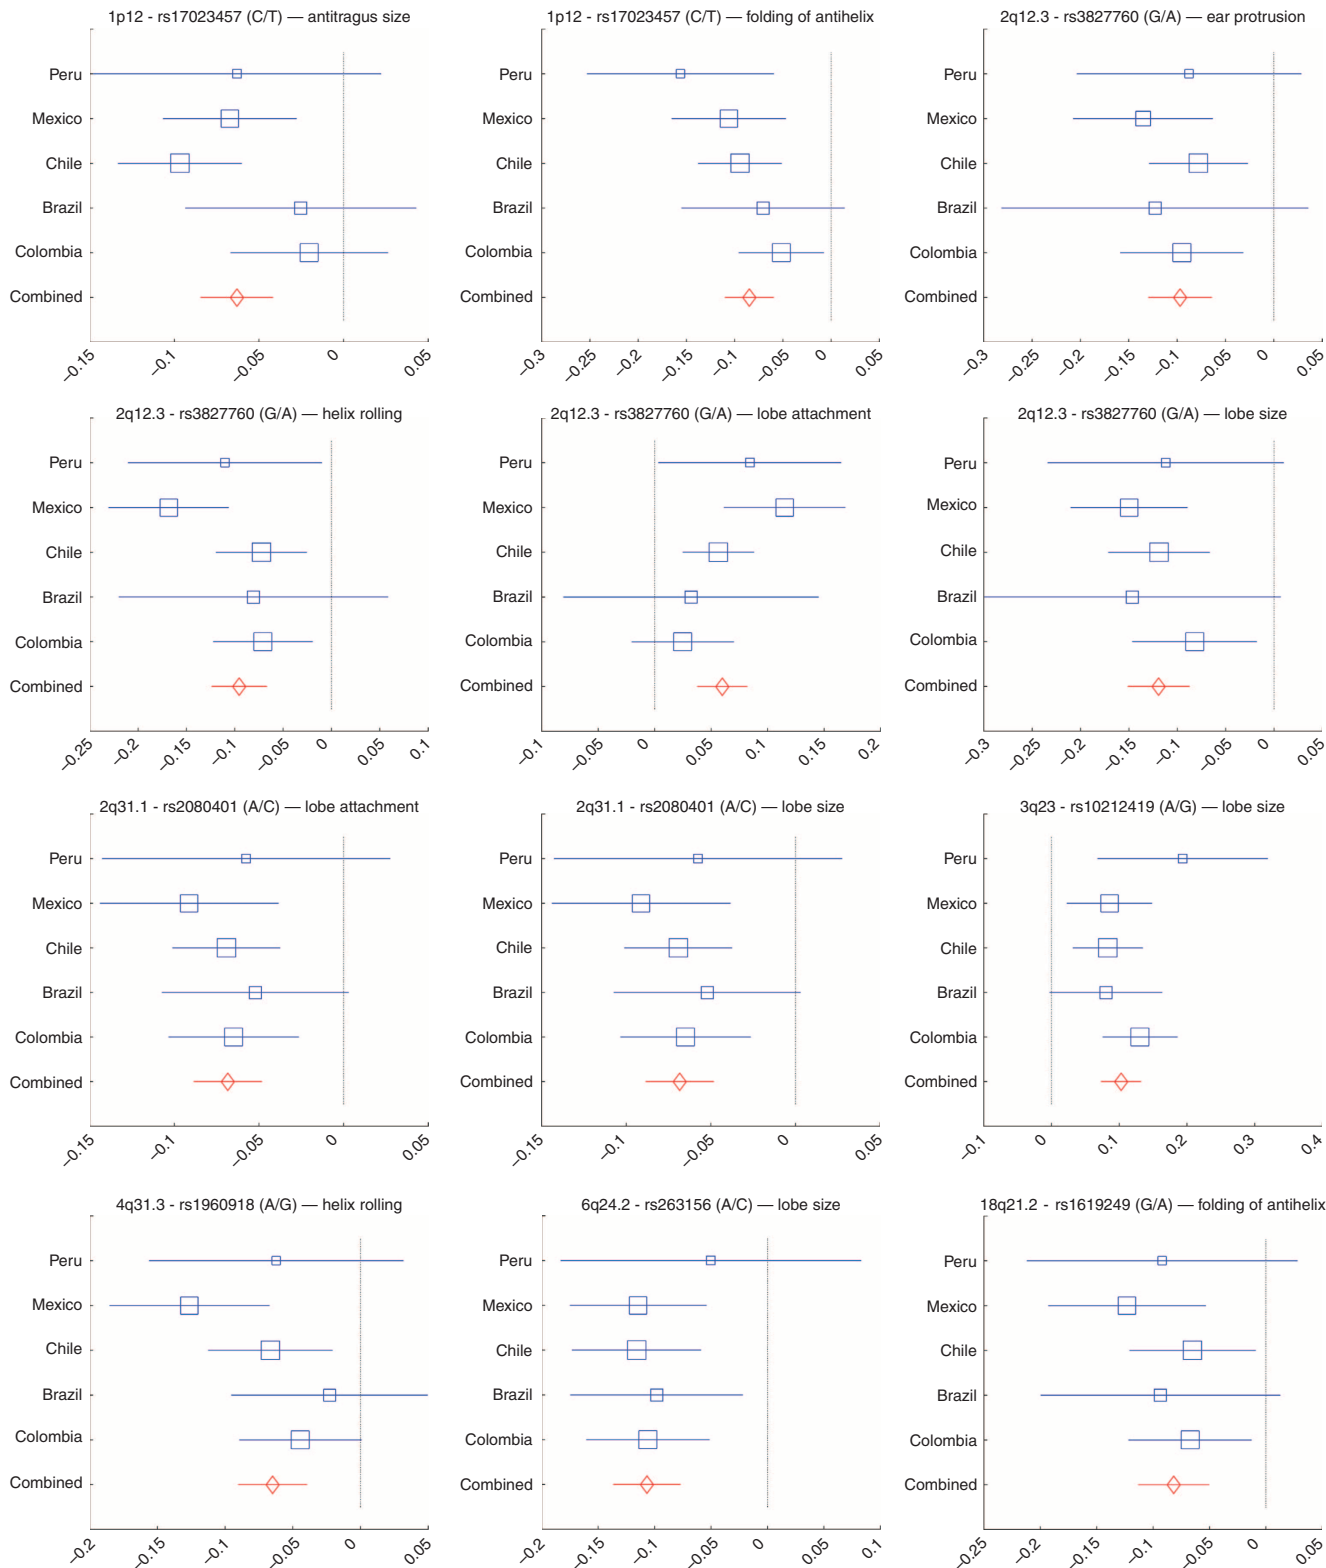 1p12 - rs17023457 (C/T) — antitragus size
Peru
Mexico
Chile
Brazil
Colombia
Combined
−0.15 −0.1 −0.05 0 0.05
1p12 - rs17023457 (C/T) — folding of antihelix
Peru
Mexico
Chile
Brazil
Colombia
Combined
−0.3 −0.2 −0.15 −0.1 −0.05 0 0.05
2q12.3 - rs3827760 (G/A) — ear protrusion
Peru
Mexico
Chile
Brazil
Colombia
Combined
−0.3 −0.25 −0.2 −0.15 −0.1 −0.05 0 0.05
2q12.3 - rs3827760 (G/A) — helix rolling
Peru
Mexico
Chile
Brazil
Colombia
Combined
−0.25 −0.2 −0.15 −0.1 −0.05 0 0.05 0.1
2q12.3 - rs3827760 (G/A) — lobe attachment
Peru
Mexico
Chile
Brazil
Colombia
Combined
−0.1 −0.05 0 0.05 0.1 0.15 0.2
2q12.3 - rs3827760 (G/A) — lobe size
Peru
Mexico
Chile
Brazil
Colombia
Combined
−0.3 −0.25 −0.2 −0.15 −0.1 −0.05 0 0.05
2q31.1 - rs2080401 (A/C) — lobe attachment
Peru
Mexico
Chile
Brazil
Colombia
Combined
−0.15 −0.1 −0.05 0 0.05
2q31.1 - rs2080401 (A/C) — lobe size
Peru
Mexico
Chile
Brazil
Colombia
Combined
−0.15 −0.1 −0.05 0 0.05
3q23 - rs10212419 (A/G) — lobe size
Peru
Mexico
Chile
Brazil
Colombia
Combined
−0.1 0 0.1 0.2 0.3 0.4
4q31.3 - rs1960918 (A/G) — helix rolling
Peru
Mexico
Chile
Brazil
Colombia
Combined
−0.2 −0.15 −0.1 −0.05 0 0.05
6q24.2 - rs263156 (A/C) — lobe size
Peru
Mexico
Chile
Brazil
Colombia
Combined
−0.2 −0.15 −0.1 −0.05 0 0.05 0.1
18q21.2 - rs1619249 (G/A) — folding of antihelix
Peru
Mexico
Chile
Brazil
Colombia
Combined
−0.25 −0.2 −0.15 −0.1 −0.05 0 0.05